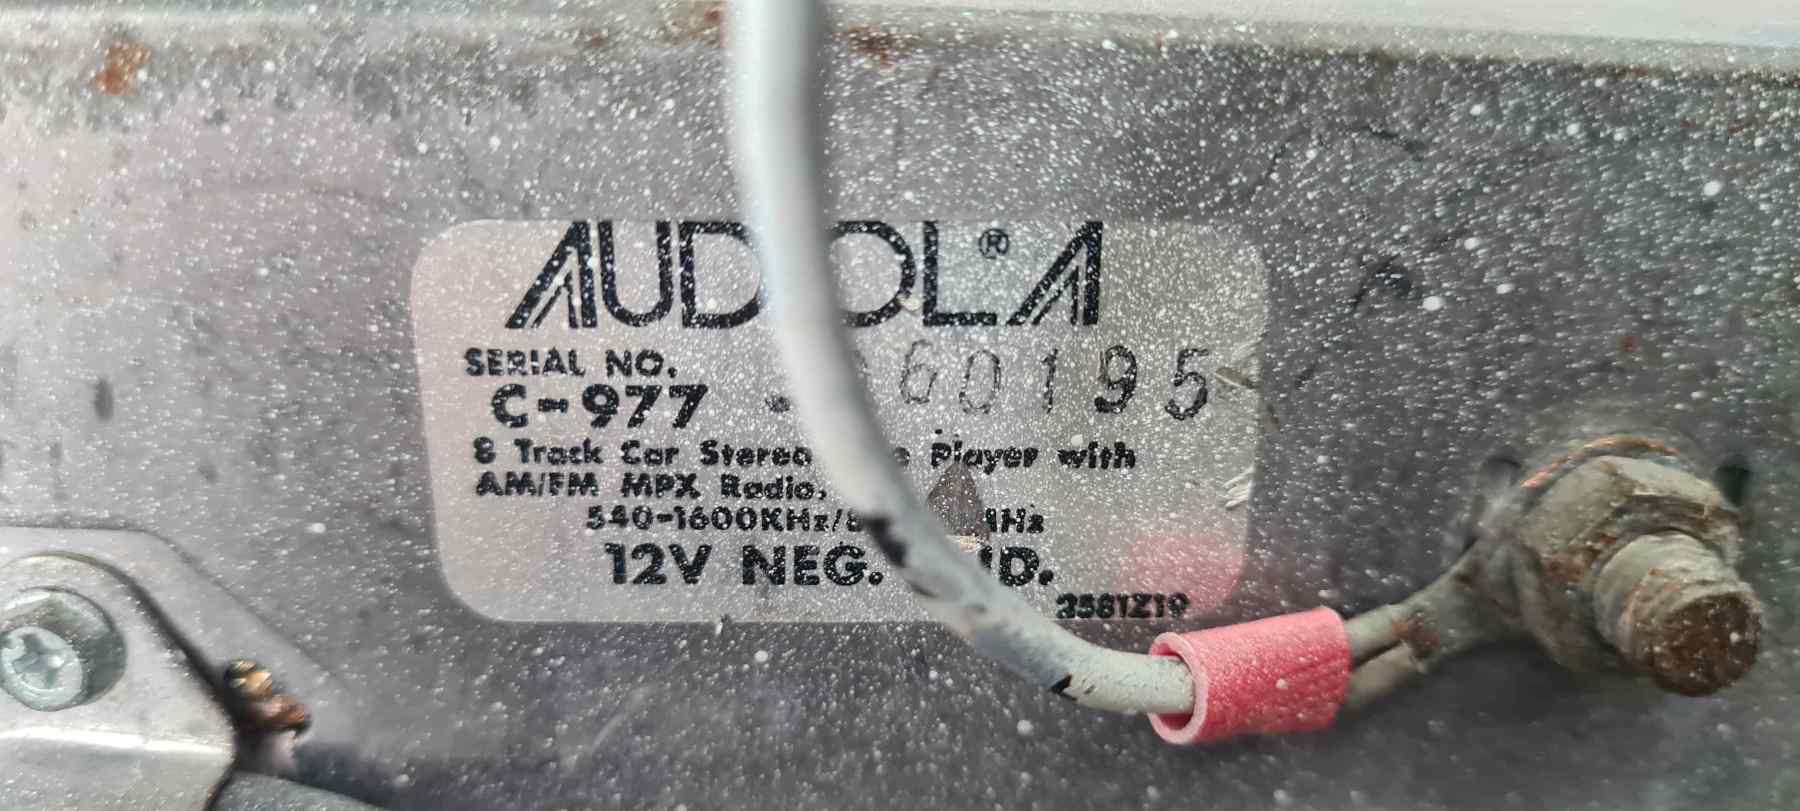 AUDIOLA®
SERIAL NO.
C-977 60195
8 Track Car Stereo Player with
AM/FM MPX Radio.
540-1600KHz/
12V NEG.
3581Z19